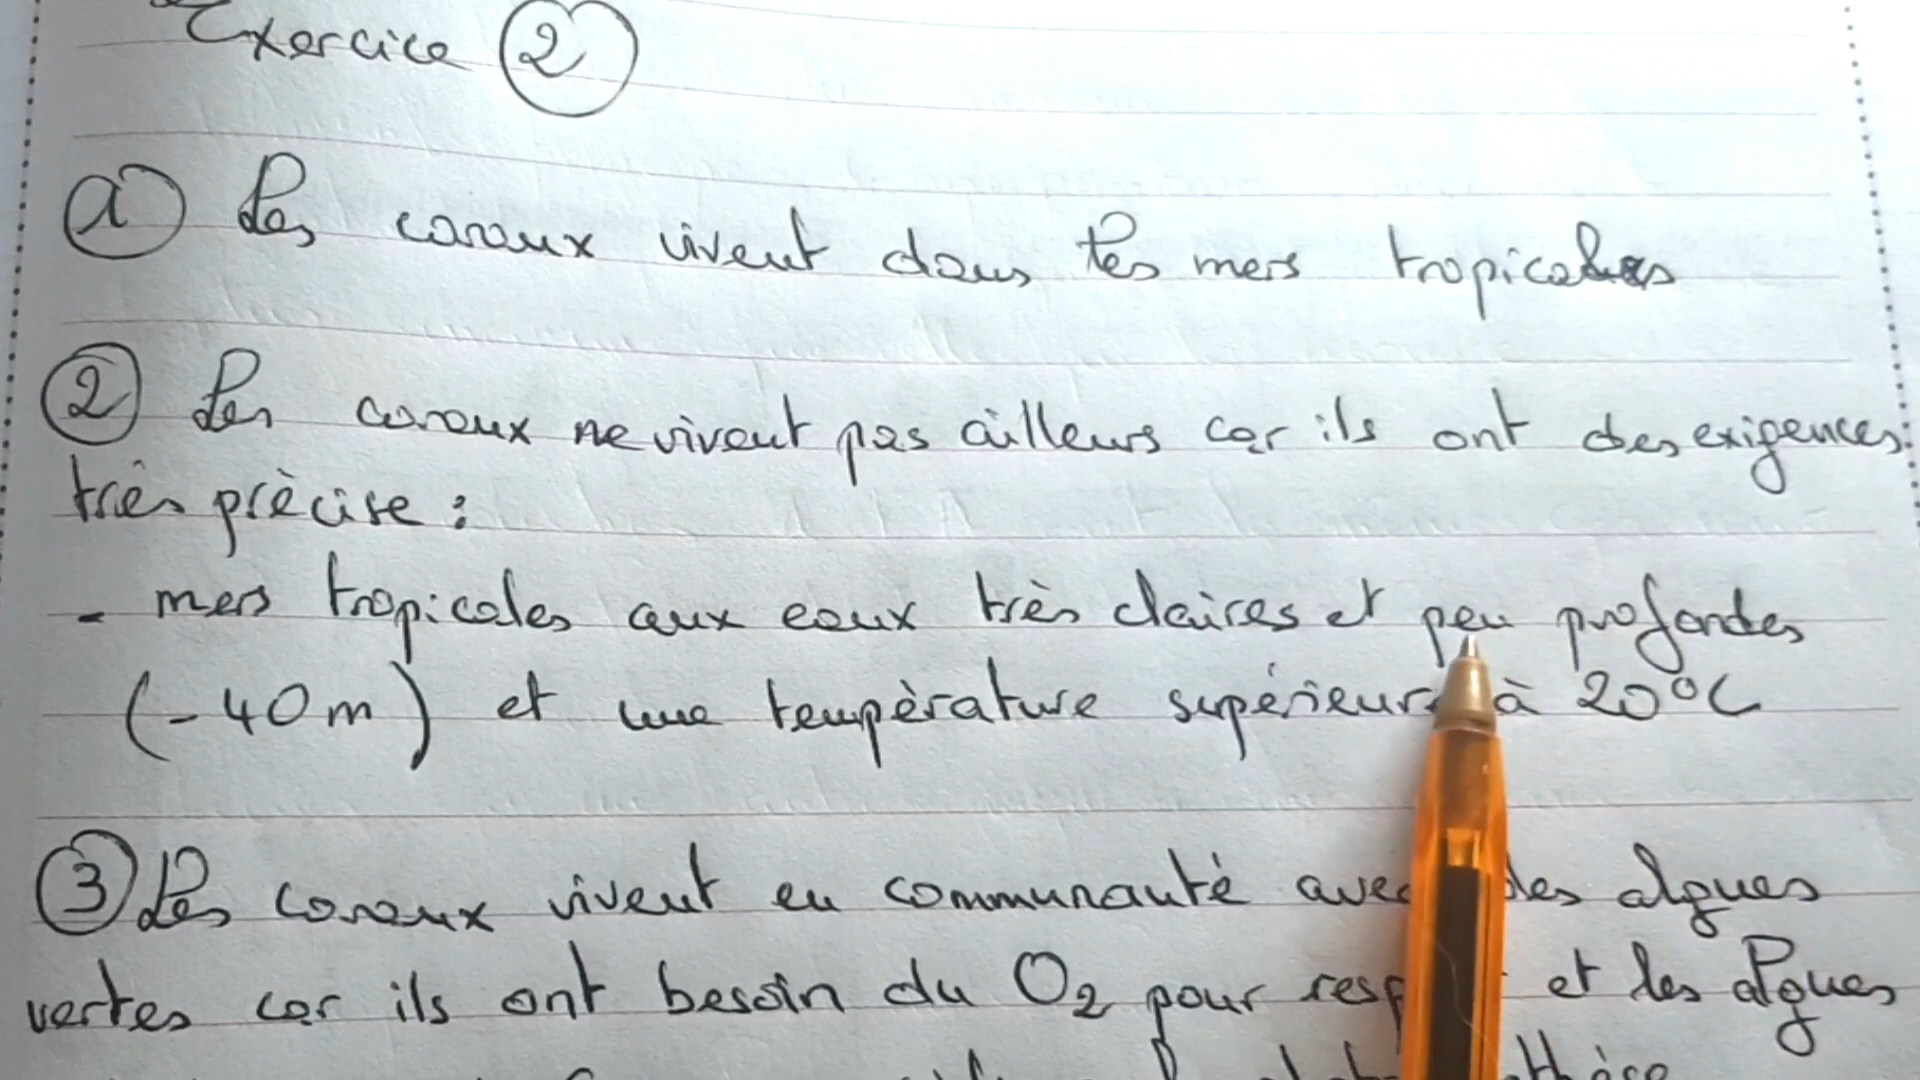 Exercice 2
a Les coraux vivent dans les mers tropicales
2 Les coraux ne vivent pas ailleurs car ils ont des exigences
très précise :
- mers tropicales aux eaux très claires et peu profondes
(-40m) et une température supérieure à 20°C
3 Les coraux vivent en communauté avec des algues
vertes car ils ont besoin du O2 pour et les algues